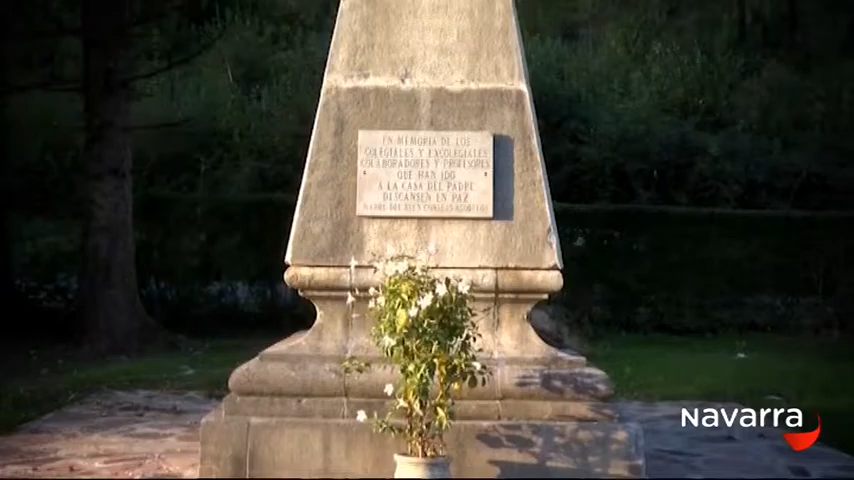 EN MEMORIA DE LOS
COLEGIALES Y EXCOLEGIALES
COLABORADORES Y PROFESORES
QUE HAN IDO
A LA CASA DEL PADRE
DESCANSEN EN PAZ
CONSEJO
navarra